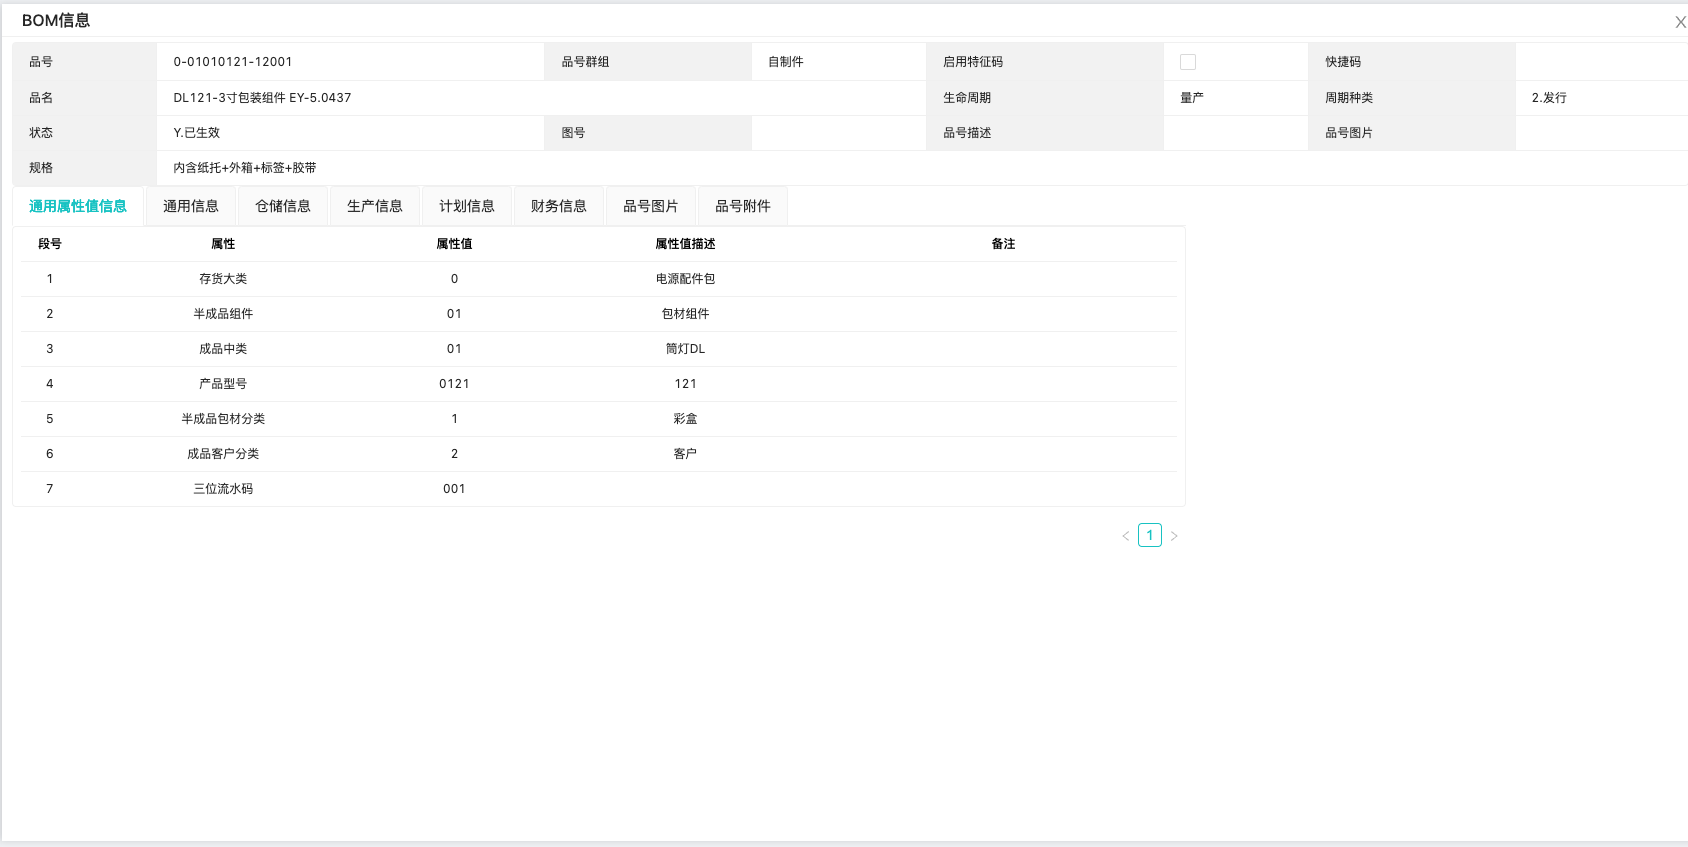 BOM信息
X
品号 0-01010121-12001 品号群组 自制件 启用特征码 快捷码
品名 DL121-3寸包装组件 EY-5.0437 生命周期 量产 周期种类 2.发行
状态 Y.已生效 图号 品号描述 品号图片
规格 内含纸托+外箱+标签+胶带
通用属性值信息 通用信息 仓储信息 生产信息 计划信息 财务信息 品号图片 品号附件
段号 属性 属性值 属性值描述 备注
1 存货大类 0 电源配件包
2 半成品组件 01 包材组件
3 成品中类 01 筒灯DL
4 产品型号 0121 121
5 半成品包材分类 1 彩盒
6 成品客户分类 2 客户
7 三位流水码 001
< 1 >